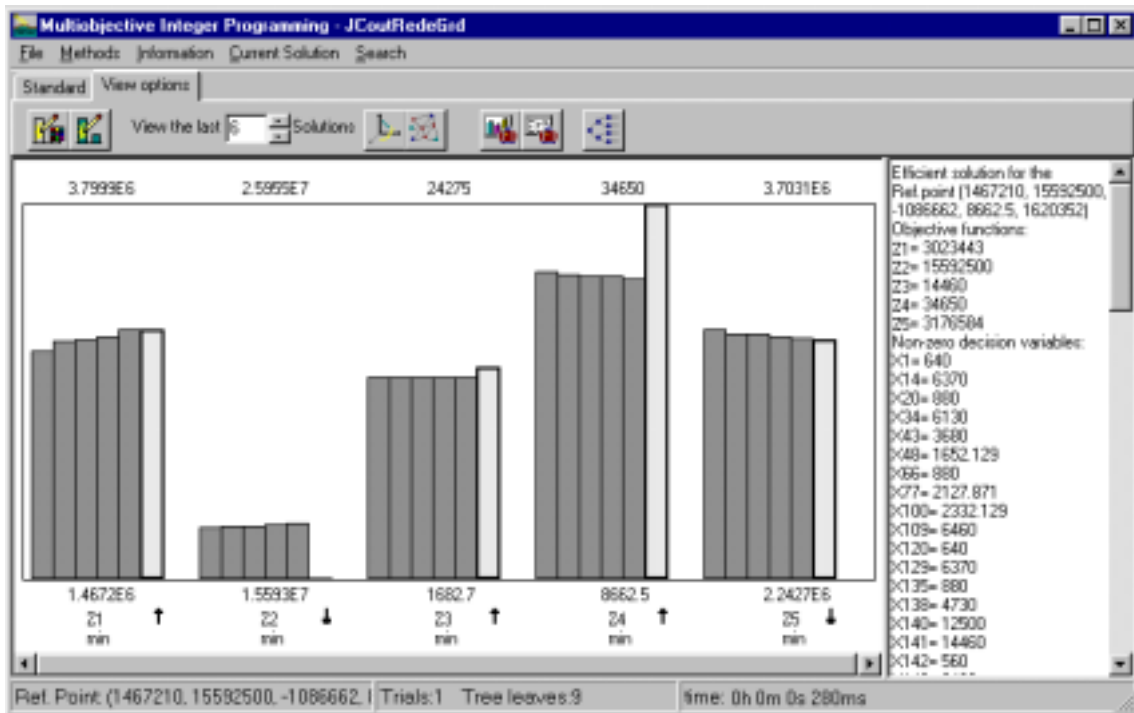 Multiobjective Integer Programming - JCoutRedeGrd
File Methods Information Current Solution Search
Standard View options
View the last 6 Solutions
3.7999E6 2.5955E7 24275 34650 3.7031E6
1.4672E6 1.5593E7 1682.7 8662.5 2.2427E6
Z1 Z2 Z3 Z4 Z5
min min min min min
Efficient solution for the
Ref.point (1467210, 15592500,
-1086662, 8662.5, 1620352)
Objective functions:
Z1= 3023443
Z2= 15592500
Z3= 14460
Z4= 34650
Z5= 3176584
Non-zero decision variables:
X1= 640
X14= 6370
X20= 880
X34= 6130
X43= 3680
X48= 1652.129
X66= 880
X77= 2127.871
X100= 2332.129
X109= 6460
X120= 640
X129= 6370
X135= 880
X138= 4730
X140= 12500
X141= 14460
X142= 560
Ref. Point: (1467210, 15592500, -1086662, Trials:1 Tree leaves:9 time: 0h 0m 0s 280ms